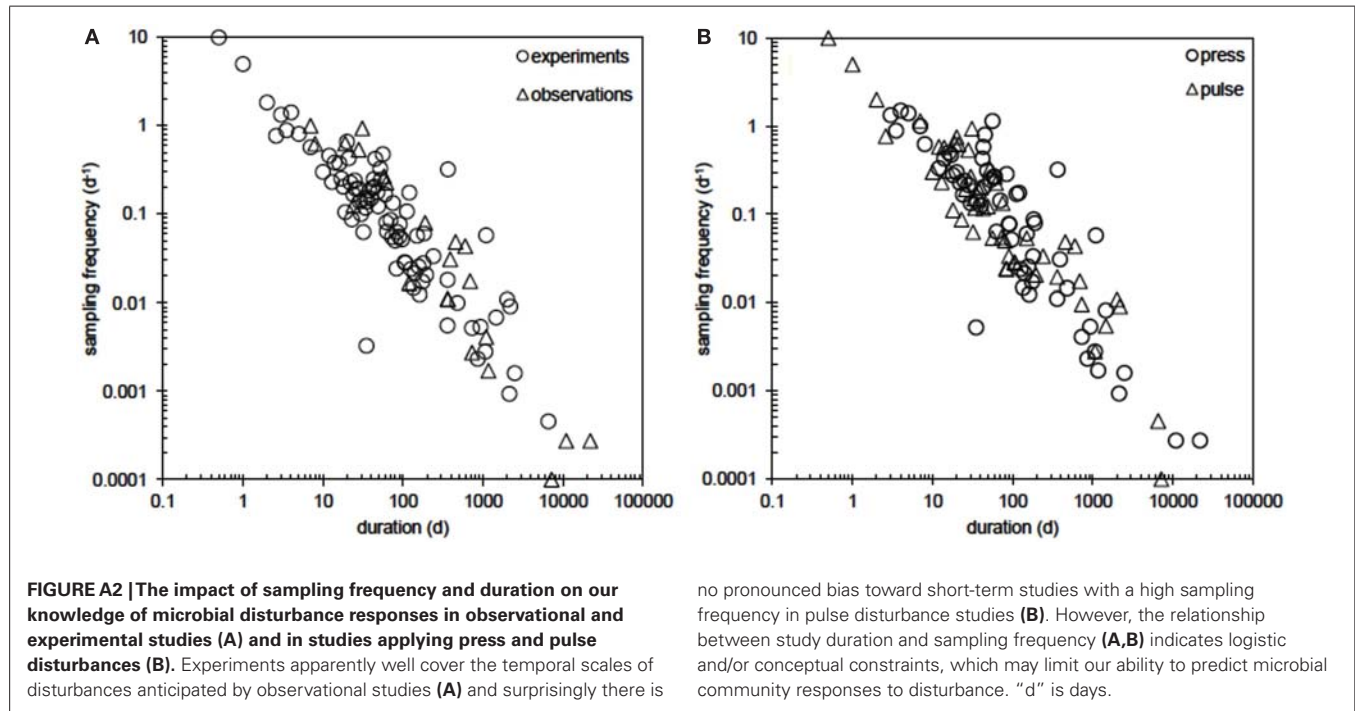 A
10
1
0.1
0.01
0.001
0.0001
sampling frequency (d⁻¹)
experiments
observations
0.1 1 10 100 1000 10000 100000
duration (d)
B
10
1
0.1
0.01
0.001
0.0001
sampling frequency (d⁻¹)
press
pulse
0.1 1 10 100 1000 10000 100000
duration (d)
FIGURE A2 | The impact of sampling frequency and duration on our
knowledge of microbial disturbance responses in observational and
experimental studies (A) and in studies applying press and pulse
disturbances (B). Experiments apparently well cover the temporal scales of
disturbances anticipated by observational studies (A) and surprisingly there is
no pronounced bias toward short-term studies with a high sampling
frequency in pulse disturbance studies (B). However, the relationship
between study duration and sampling frequency (A,B) indicates logistic
and/or conceptual constraints, which may limit our ability to predict microbial
community responses to disturbance. “d” is days.